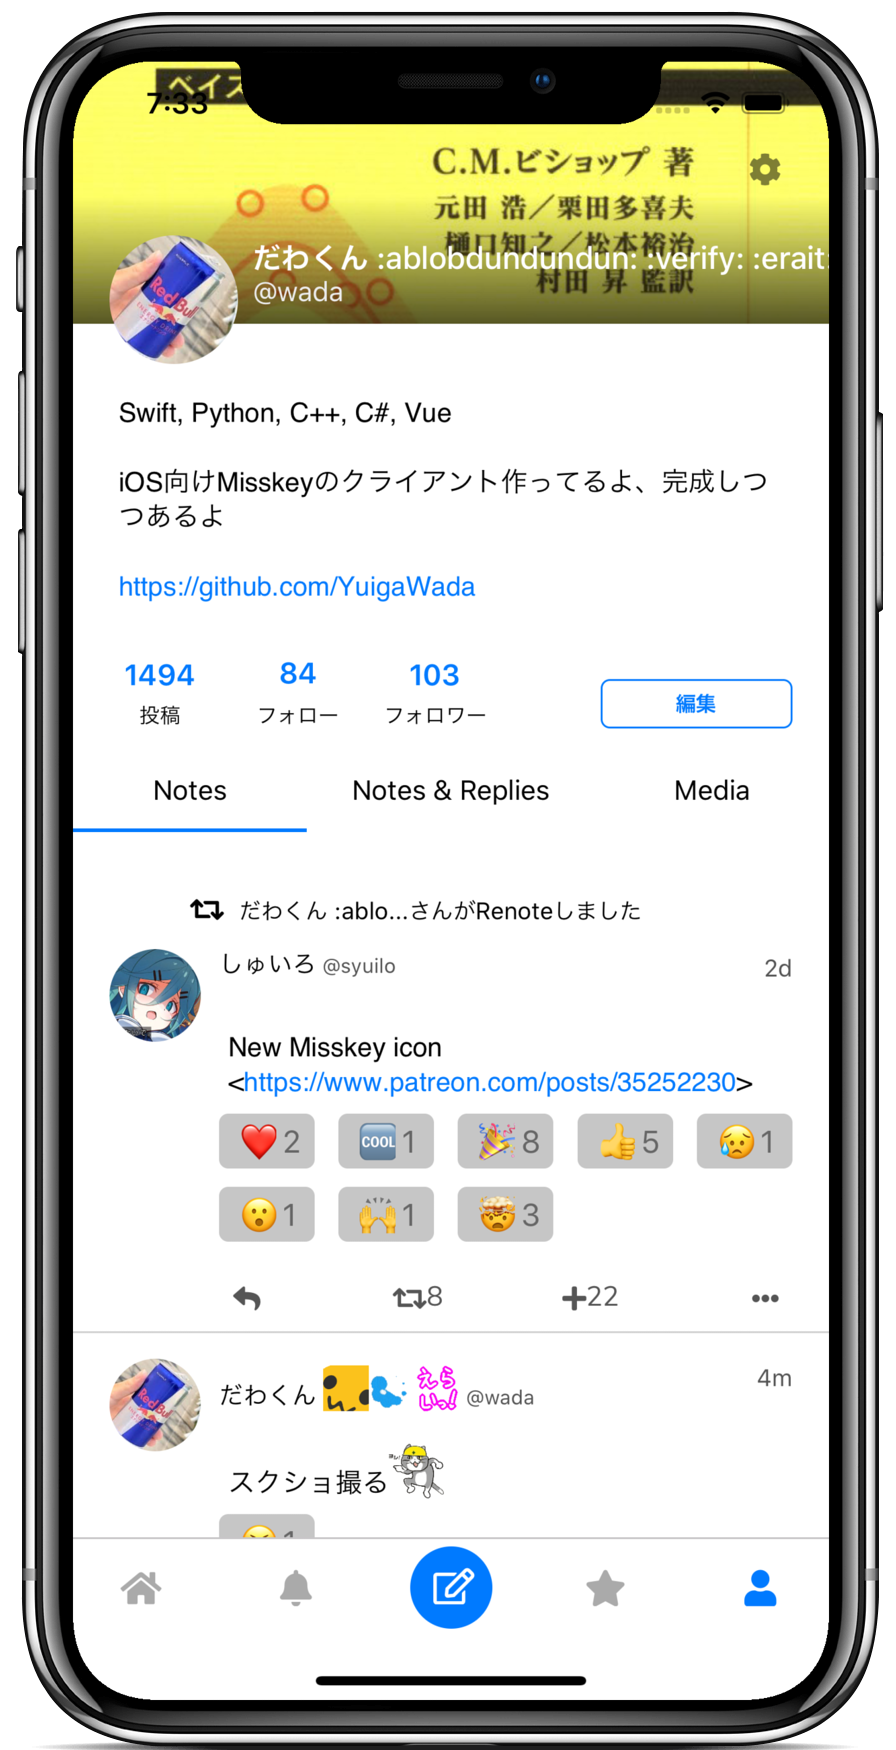 ベイズ
7:33
C.M.ビショップ 著
元田 浩／栗田多喜夫
樋口知之／松本裕治
村田 昇 監訳
だわくん :ablobdundundun: :verify: :erait:
@wada
Red Bull
Swift, Python, C++, C#, Vue
iOS向けMisskeyのクライアント作ってるよ、完成しつ
つあるよ
https://github.com/YuigaWada
1494 84 103
投稿 フォロー フォロワー
編集
Notes Notes & Replies Media
だわくん :ablo...さんがRenoteしました
しゅいろ @syuilo 2d
New Misskey icon
<https://www.patreon.com/posts/35252230>
2 COOL 1 8 5 1
1 1 3
8 22
だわくん えらいっ! @wada 4m
Red Bull
スクショ撮る
1